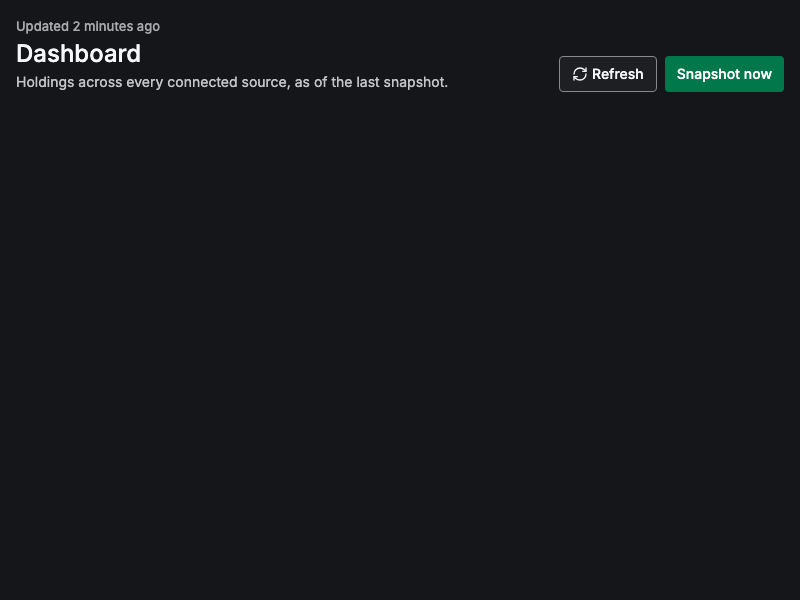 Updated 2 minutes ago
Dashboard
Holdings across every connected source, as of the last snapshot.
Refresh
Snapshot now